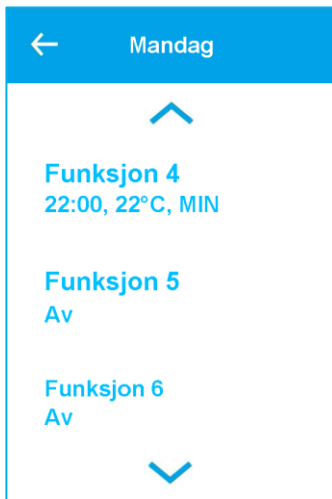 Mandag
Funksjon 4
22:00, 22°C, MIN
Funksjon 5
Av
Funksjon 6
Av